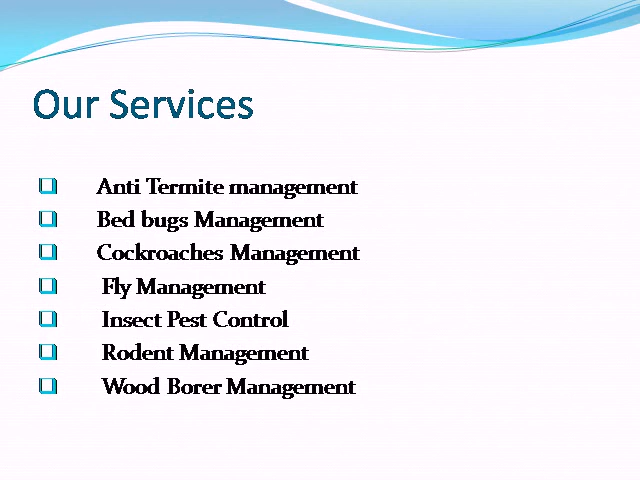 Our Services
Anti Termite management
Bed bugs Management
Cockroaches Management
Fly Management
Insect Pest Control
Rodent Management
Wood Borer Management